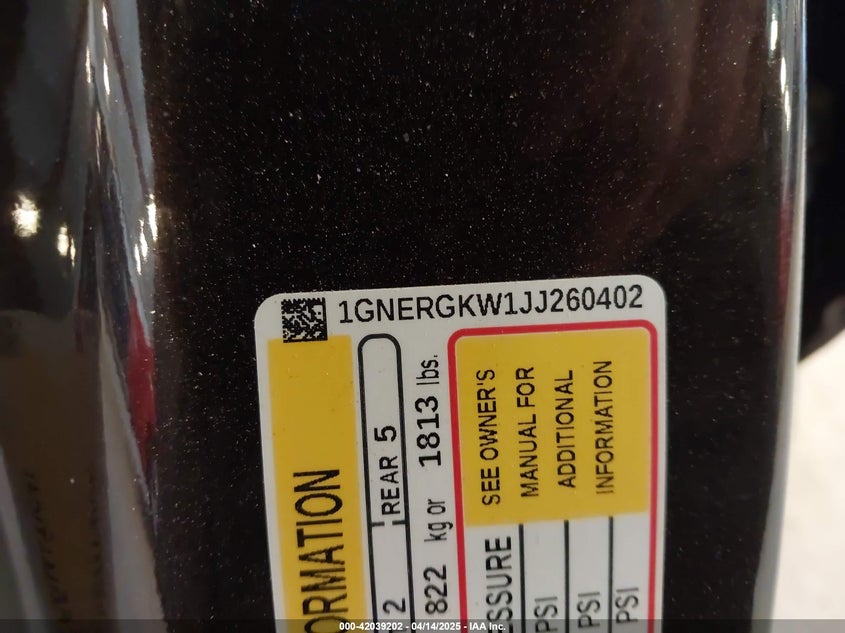 1GNERGKW1JJ260402
ORMATION
2 REAR 5
822 kg or 1813 lbs.
SSURE
PSI
PSI
PSI
SEE OWNER'S
MANUAL FOR
ADDITIONAL
INFORMATION
000-42039202 - 04/14/2025 - IAA Inc.